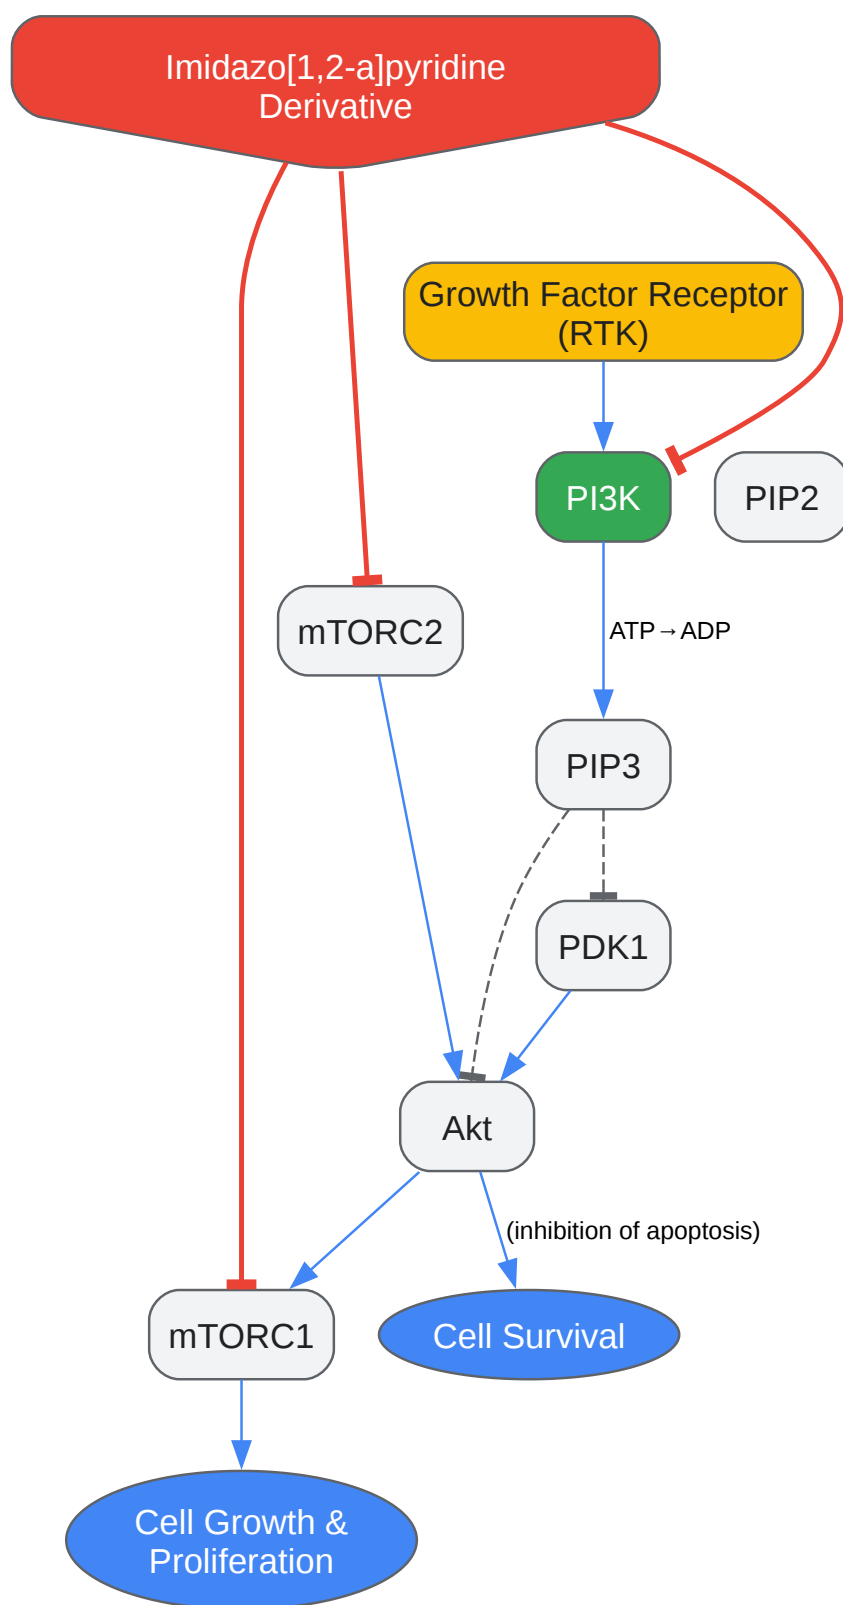 Imidazo[1,2-a]pyridine
Derivative
Growth Factor Receptor
(RTK)
PI3K
PIP2
mTORC2
ATP→ADP
PIP3
PDK1
Akt
(inhibition of apoptosis)
mTORC1
Cell Survival
Cell Growth &
Proliferation